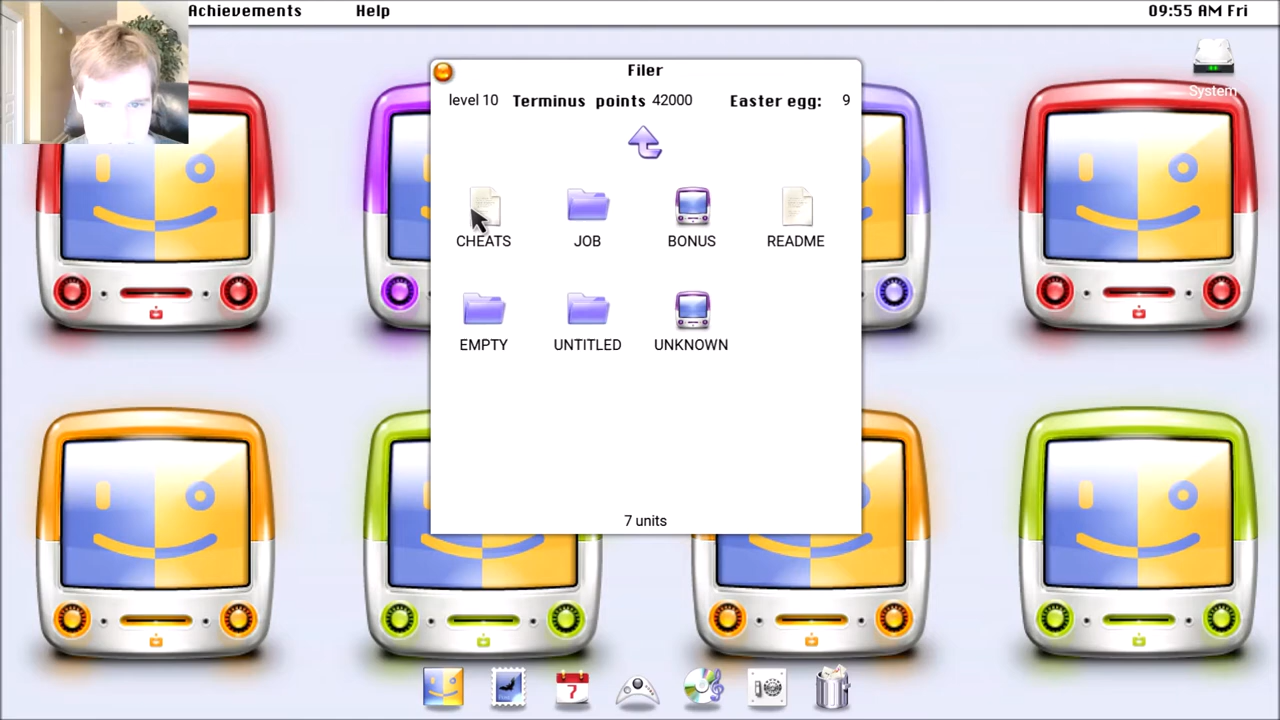 Achievements Help 09:55 AM Fri
Filer
level 10 Terminus points 42000 Easter egg: 9
System
CHEATS JOB BONUS README
EMPTY UNTITLED UNKNOWN
7 units
7